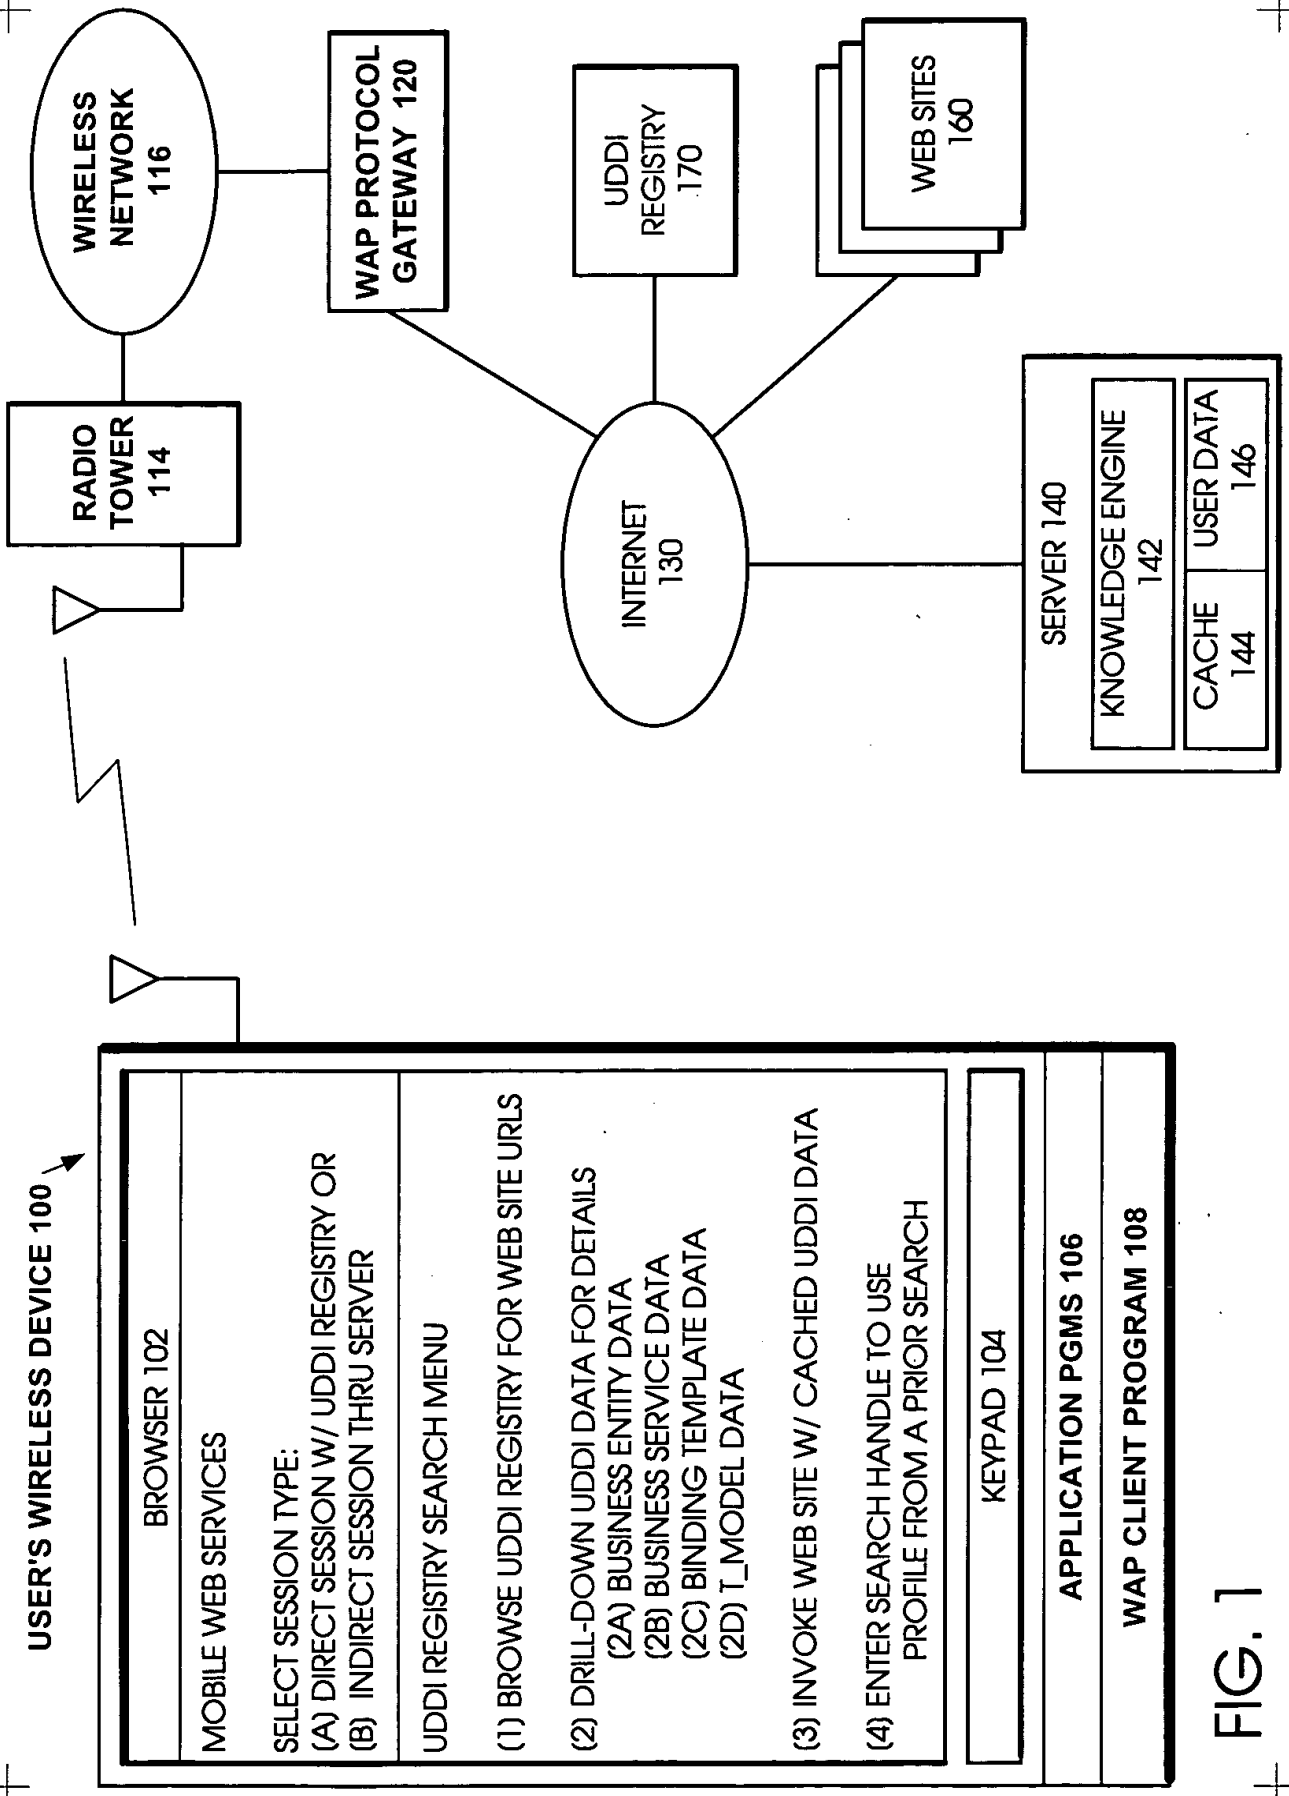 USER'S WIRELESS DEVICE 100
BROWSER 102
MOBILE WEB SERVICES
SELECT SESSION TYPE:
(A) DIRECT SESSION W/ UDDI REGISTRY OR
(B) INDIRECT SESSION THRU SERVER
UDDI REGISTRY SEARCH MENU
(1) BROWSE UDDI REGISTRY FOR WEB SITE URLS
(2) DRILL-DOWN UDDI DATA FOR DETAILS
(2A) BUSINESS ENTITY DATA
(2B) BUSINESS SERVICE DATA
(2C) BINDING TEMPLATE DATA
(2D) T_MODEL DATA
(3) INVOKE WEB SITE W/ CACHED UDDI DATA
(4) ENTER SEARCH HANDLE TO USE
PROFILE FROM A PRIOR SEARCH
KEYPAD 104
APPLICATION PGMS 106
WAP CLIENT PROGRAM 108
RADIO
TOWER
114
WIRELESS
NETWORK
116
WAP PROTOCOL
GATEWAY 120
INTERNET
130
UDDI
REGISTRY
170
WEB SITES
160
SERVER 140
KNOWLEDGE ENGINE
142
CACHE
144
USER DATA
146
FIG. 1